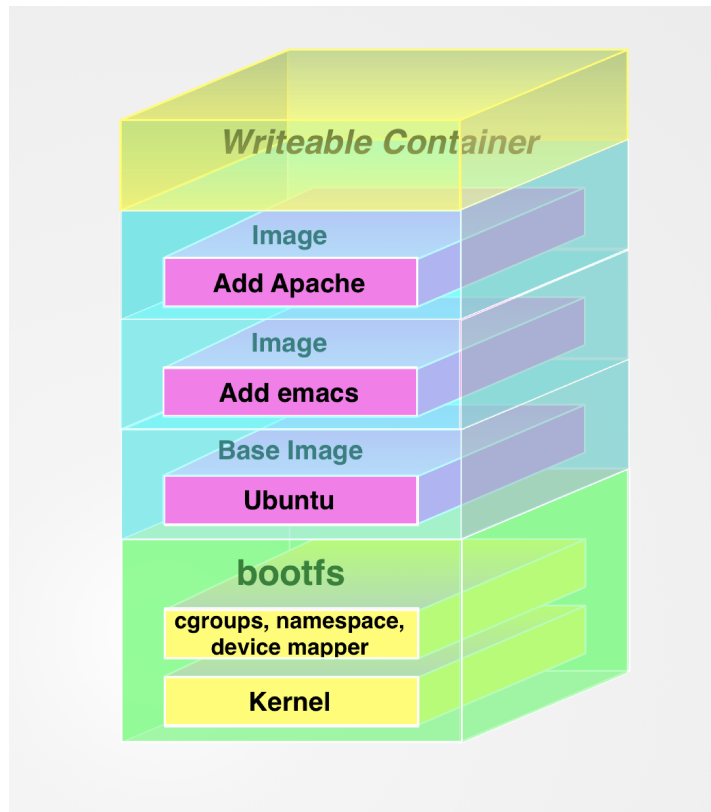 Writeable Container
Image
Add Apache
Image
Add emacs
Base Image
Ubuntu
bootfs
cgroups, namespace,
device mapper
Kernel